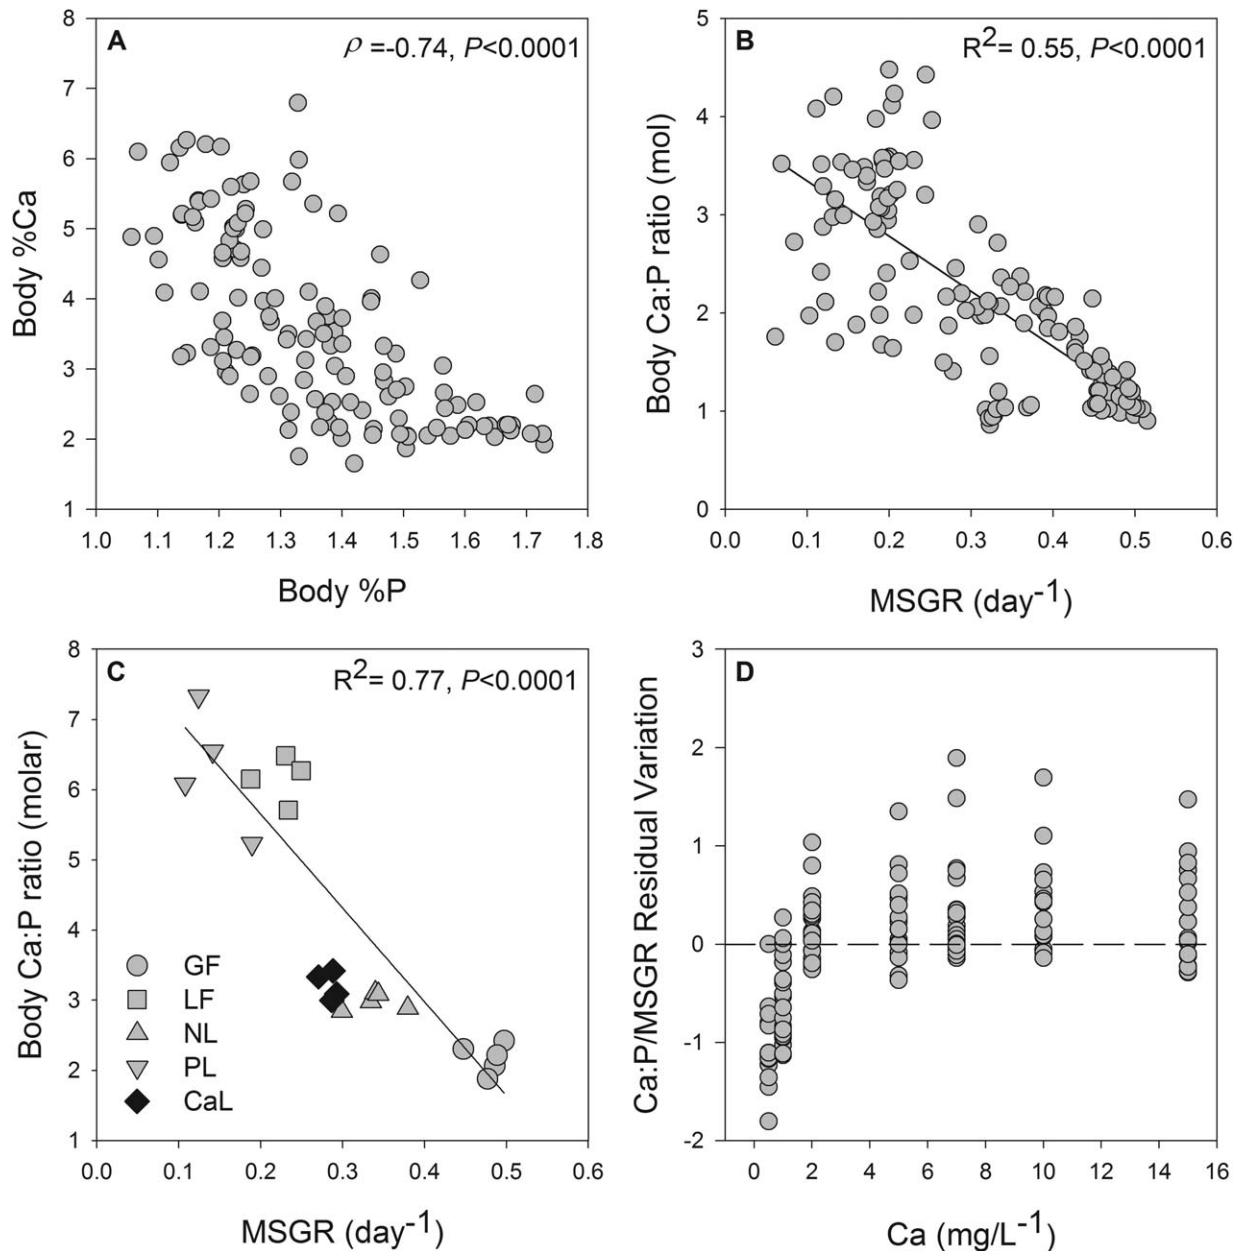 A
ρ =-0.74, P<0.0001
8
7
6
5
4
3
2
1
Body %Ca
1.0 1.1 1.2 1.3 1.4 1.5 1.6 1.7 1.8
Body %P
B
R2= 0.55, P<0.0001
5
4
3
2
1
0
Body Ca:P ratio (mol)
0.0 0.1 0.2 0.3 0.4 0.5 0.6
MSGR (day-1)
C
R2= 0.77, P<0.0001
8
7
6
5
4
3
2
1
Body Ca:P ratio (molar)
GF
LF
NL
PL
CaL
0.0 0.1 0.2 0.3 0.4 0.5 0.6
MSGR (day-1)
D
3
2
1
0
-1
-2
Ca:P/MSGR Residual Variation
0 2 4 6 8 10 12 14 16
Ca (mg/L-1)